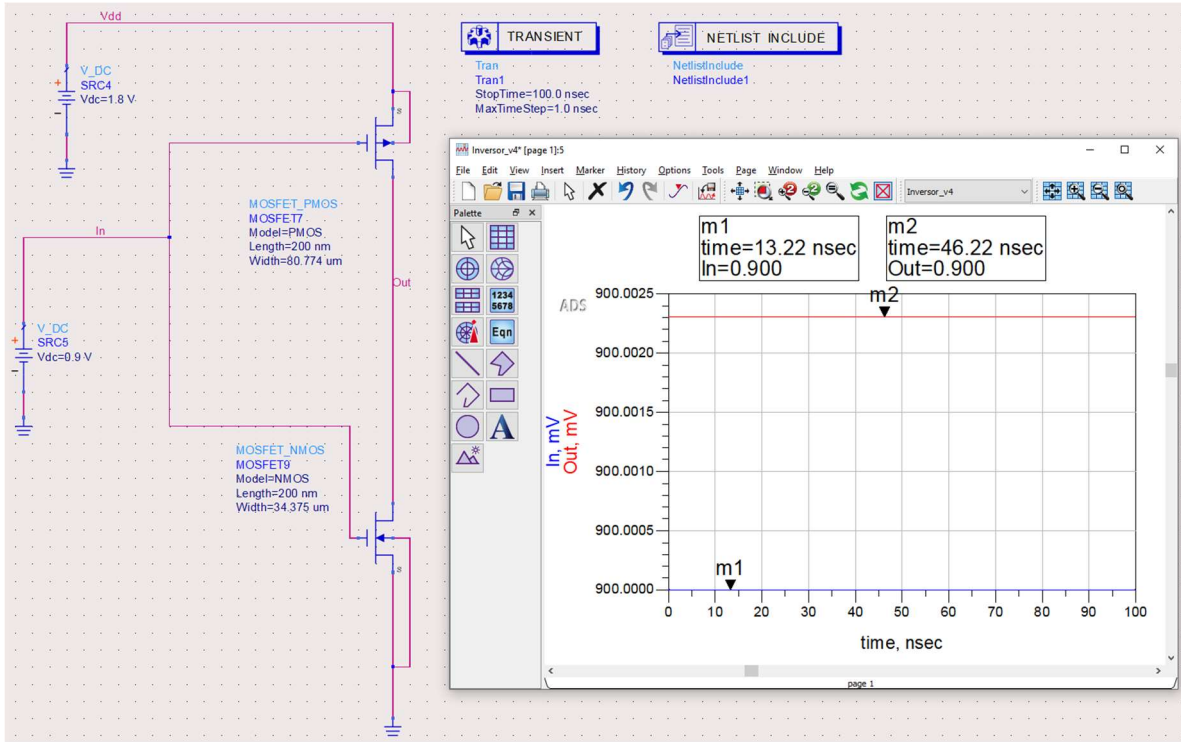 Vdd
V_DC
SRC4
Vdc=1.8 V
TRANSIENT
Tran
Tran1
StopTime=100.0 nsec
MaxTimeStep=1.0 nsec
NETLIST INCLUDE
NetlistInclude
NetlistInclude1
s
MOSFET_PMOS
MOSFET7
Model=PMOS
Length=200 nm
Width=80.774 um
In
Out
V_DC
SRC5
Vdc=0.9 V
MOSFET_NMOS
MOSFET9
Model=NMOS
Length=200 nm
Width=34.375 um
s
Inversor_v4* [page 1]:5
File Edit View Insert Marker History Options Tools Page Window Help
Inversor_v4
Palette
1234
5678
Eqn
A
m1
time=13.22 nsec
In=0.900
m2
time=46.22 nsec
Out=0.900
ADS
900.0025
900.0020
900.0015
900.0010
900.0005
900.0000
In, mV
Out, mV
m2
m1
0 10 20 30 40 50 60 70 80 90 100
time, nsec
page 1